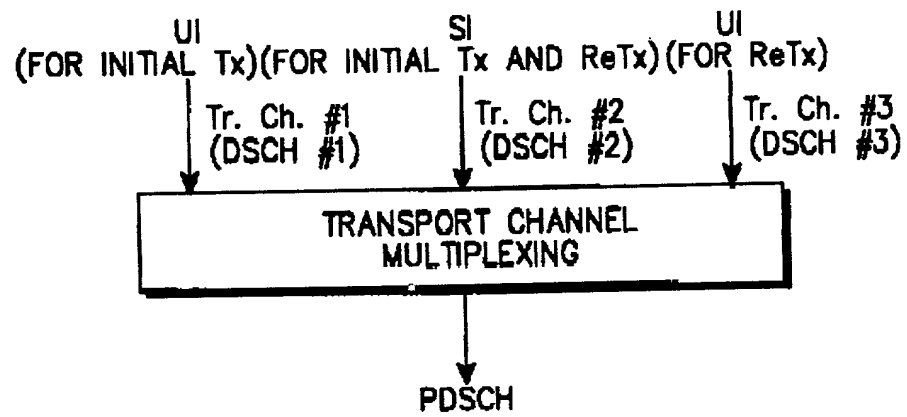 UI SI UI
(FOR INITIAL Tx)(FOR INITIAL Tx AND ReTx)(FOR ReTx)
Tr. Ch. #1 Tr. Ch. #2 Tr. Ch. #3
(DSCH #1) (DSCH #2) (DSCH #3)
TRANSPORT CHANNEL
MULTIPLEXING
PDSCH